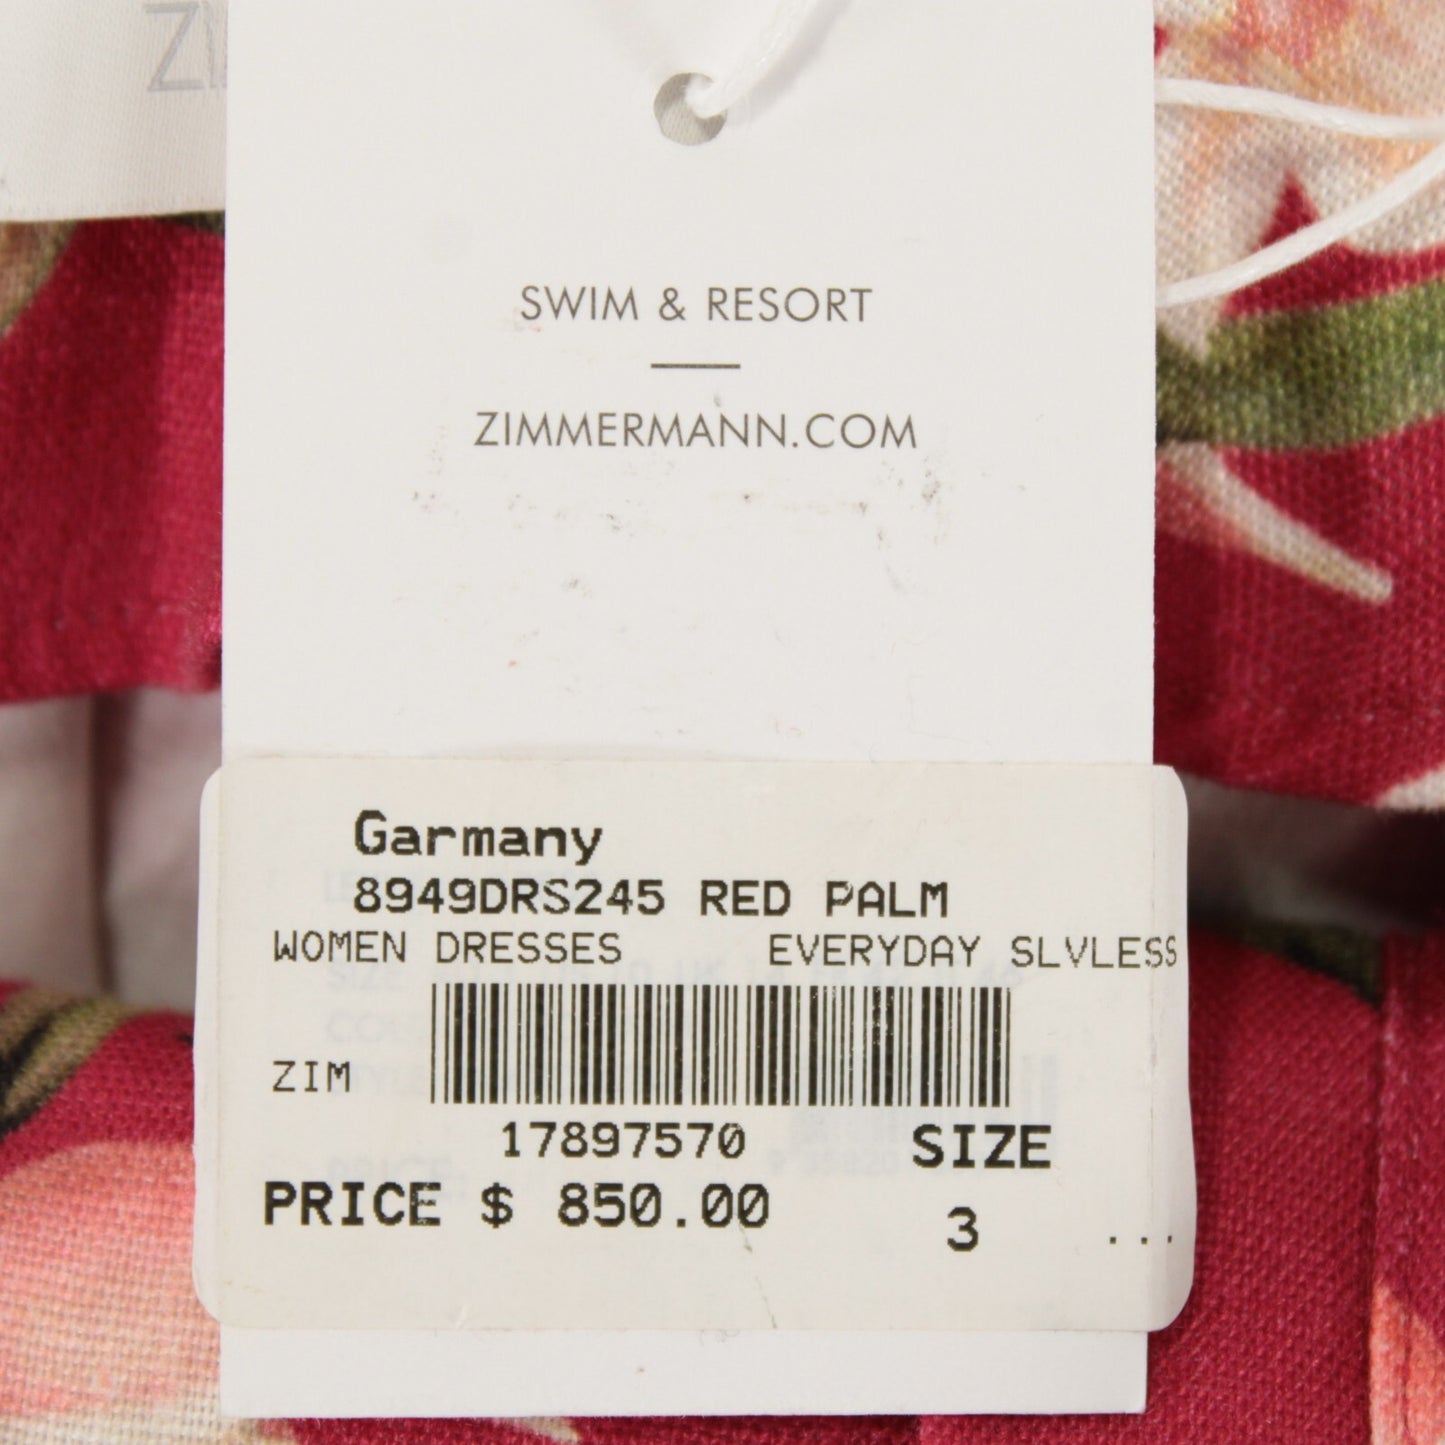 SWIM & RESORT
ZIMMERMANN.COM
Garmany
8949DRS245 RED PALM
WOMEN DRESSES EVERYDAY SLVLESS
ZIM
17897570 SIZE
PRICE $ 850.00 3 ...